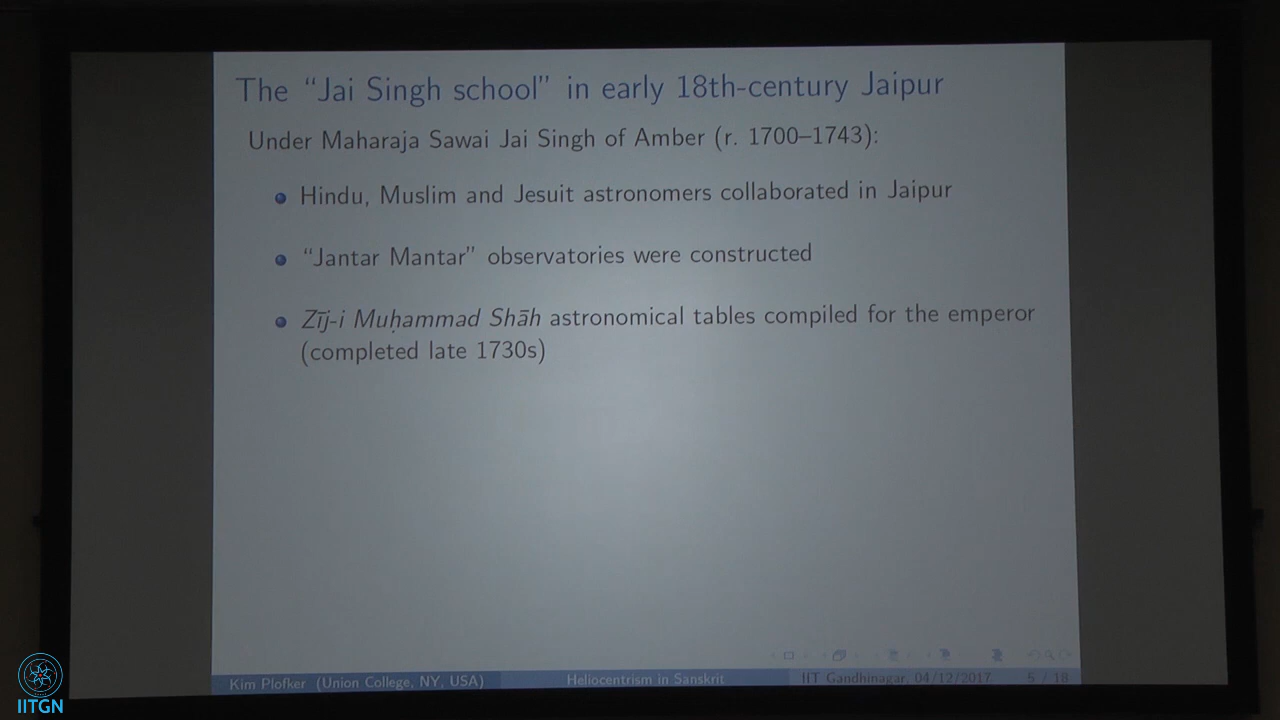 The “Jai Singh school” in early 18th-century Jaipur
Under Maharaja Sawai Jai Singh of Amber (r. 1700–1743):
Hindu, Muslim and Jesuit astronomers collaborated in Jaipur
“Jantar Mantar” observatories were constructed
Zīj-i Muḥammad Shāh astronomical tables compiled for the emperor
(completed late 1730s)
Kim Plofker (Union College, NY, USA) Heliocentrism in Sanskrit IIT Gandhinagar, 04/12/2017 5 / 18
IITGN